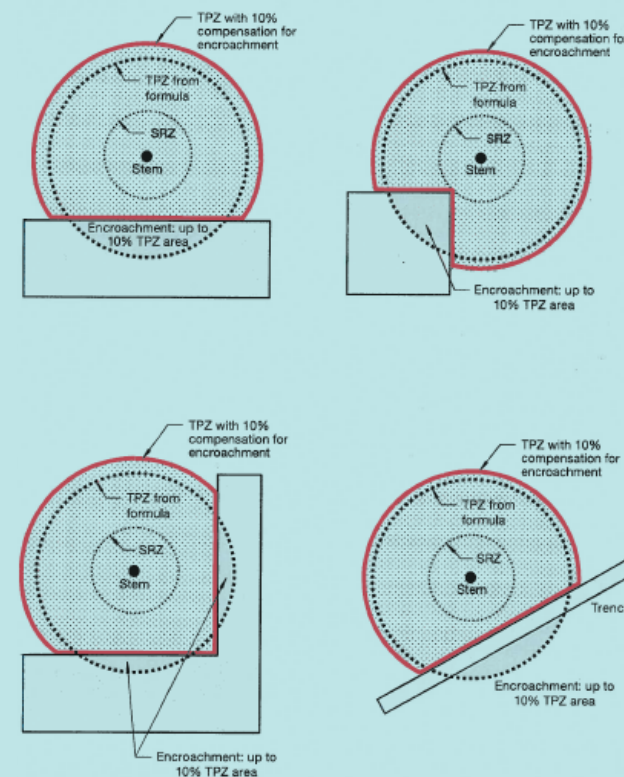 TPZ with 10%
compensation for
encroachment
TPZ from
formula
SRZ
Stem
Encroachment: up to
10% TPZ area
TPZ with 10%
compensation for
encroachment
TPZ from
formula
SRZ
Stem
Encroachment: up to
10% TPZ area
TPZ with 10%
compensation for
encroachment
TPZ from
formula
SRZ
Stem
Encroachment: up to
10% TPZ area
TPZ with 10%
compensation for
encroachment
TPZ from
formula
SRZ
Stem
Trenc
Encroachment: up to
10% TPZ area